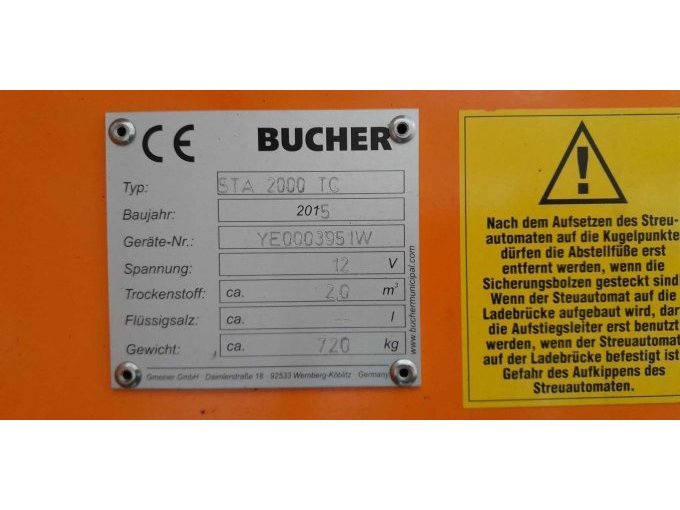 CE BUCHER
Typ: STA 2000 TC
Baujahr: 2015
Geräte-Nr.: YE0003951W
Spannung: 12 V
Trockenstoff: ca. 2,0 m³
Flüssigsalz: ca. -- l
Gewicht: ca. 720 kg
Gmeiner GmbH Daimlerstraße 18 92533 Wernberg-Köblitz Germany
www.buchermunicipal.com
Nach dem Aufsetzen des Streu-
automaten auf die Kugelpunkte
dürfen die Abstellfüße erst
entfernt werden, wenn die
Sicherungsbolzen gesteckt sind
Wenn der Steuautomat auf die
Ladebrücke aufgebaut wird, dar
die Aufstiegsleiter erst benutzt
werden, wenn der Streuautomat
auf der Ladebrücke befestigt ist
Gefahr des Aufkippens des
Streuautomaten.